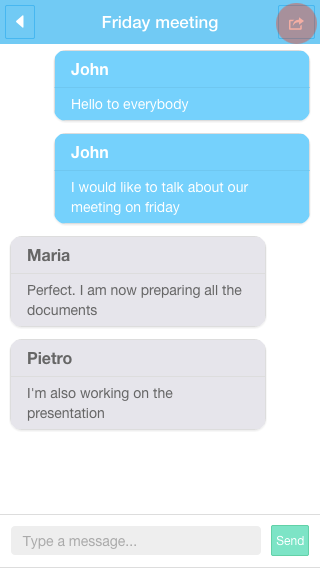 Friday meeting
John
Hello to everybody
John
I would like to talk about our
meeting on friday
Maria
Perfect. I am now preparing all the
documents
Pietro
I'm also working on the
presentation
Type a message...
Send